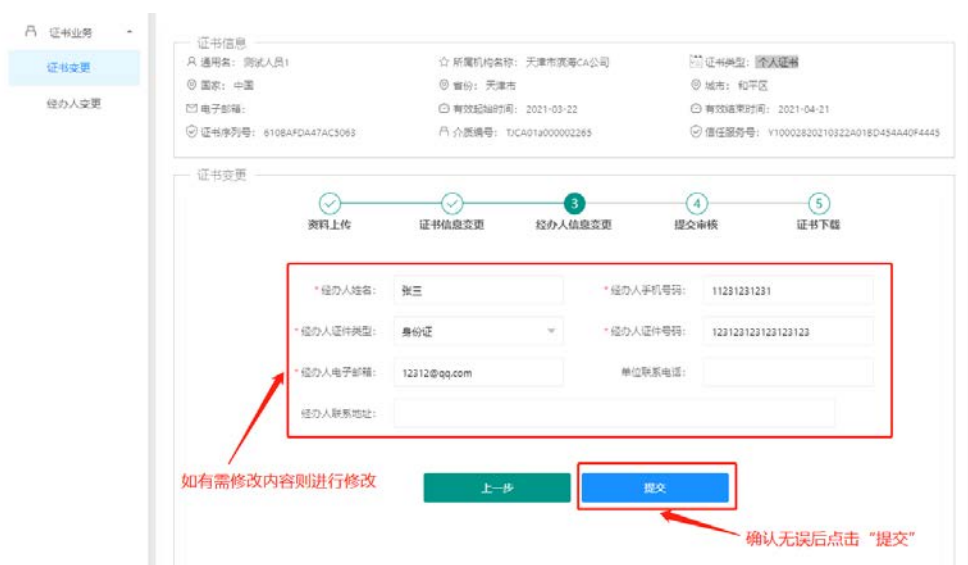 证书业务
证书变更
经办人变更
证书信息
通用名: 测试人员1 所属机构名称: 天津市滨海CA公司 证书类型: 个人证书
国家: 中国 省份: 天津市 城市: 和平区
电子邮箱: 有效起始时间: 2021-03-22 有效结束时间: 2021-04-21
证书序列号: 6108AFDA47AC5063 介质编号: TJCA01a000002265 信任服务号: Y10002820210322A018D454A40F4445
证书变更
3 4 5
资料上传 证书信息变更 经办人信息变更 提交审核 证书下载
*经办人姓名: 张三 *经办人手机号码: 11231231231
*经办人证件类型: 身份证 *经办人证件号码: 123123123123123123
*经办人电子邮箱: 12312@qq.com 单位联系电话:
经办人联系地址:
如有需修改内容则进行修改
上一步 提交
确认无误后点击“提交”